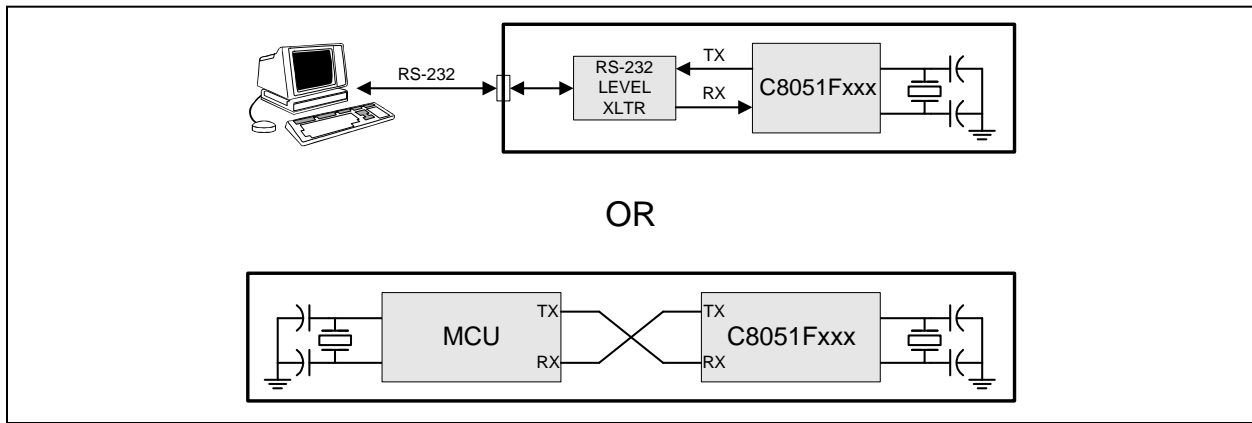 RS-232
RS-232
LEVEL
XLTR
TX
RX
C8051Fxxx
OR
MCU
TX
RX
TX
RX
C8051Fxxx